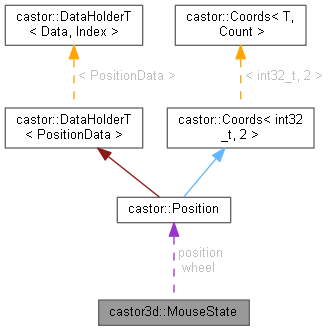 castor::DataHolderT
< Data, Index >
castor::Coords< T,
Count >
< PositionData >
< int32_t, 2 >
castor::DataHolderT
< PositionData >
castor::Coords< int32
_t, 2 >
castor::Position
position
wheel
castor3d::MouseState